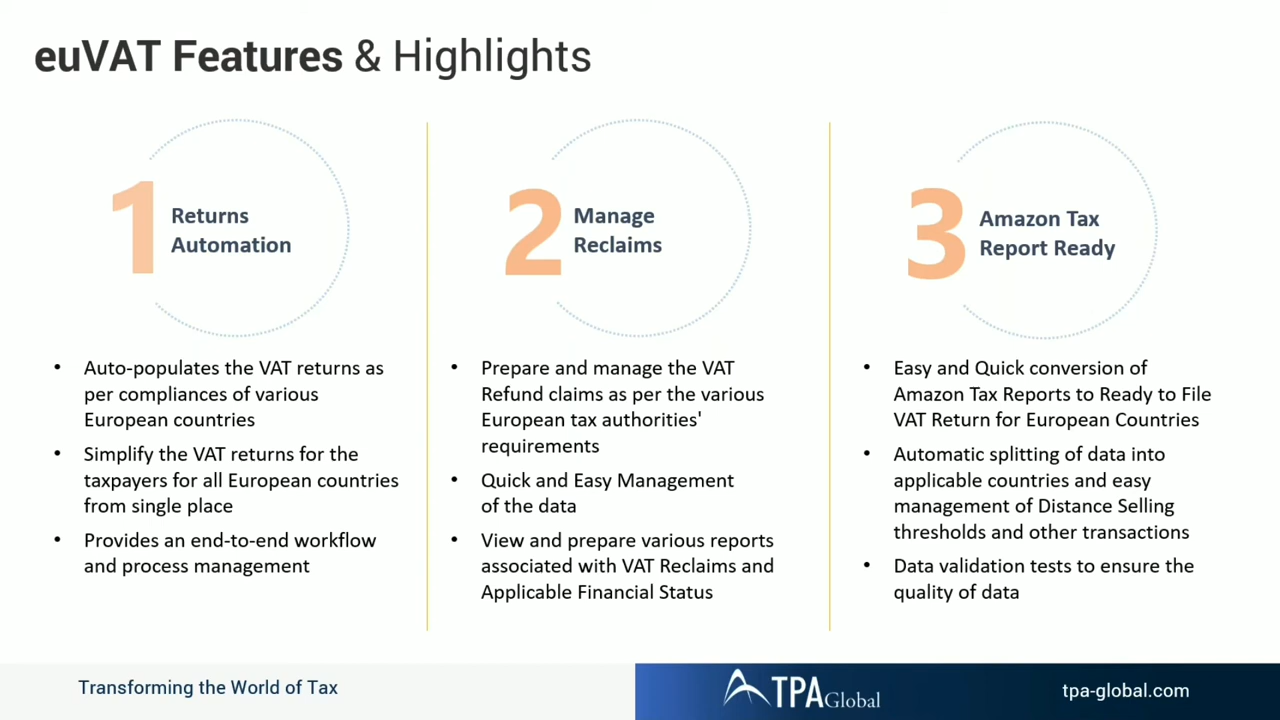 euVAT Features & Highlights
1
Returns
Automation
• Auto-populates the VAT returns as
per compliances of various
European countries
• Simplify the VAT returns for the
taxpayers for all European countries
from single place
• Provides an end-to-end workflow
and process management
2
Manage
Reclaims
• Prepare and manage the VAT
Refund claims as per the various
European tax authorities'
requirements
• Quick and Easy Management
of the data
• View and prepare various reports
associated with VAT Reclaims and
Applicable Financial Status
3
Amazon Tax
Report Ready
• Easy and Quick conversion of
Amazon Tax Reports to Ready to File
VAT Return for European Countries
• Automatic splitting of data into
applicable countries and easy
management of Distance Selling
thresholds and other transactions
• Data validation tests to ensure the
quality of data
Transforming the World of Tax
TPA Global
tpa-global.com